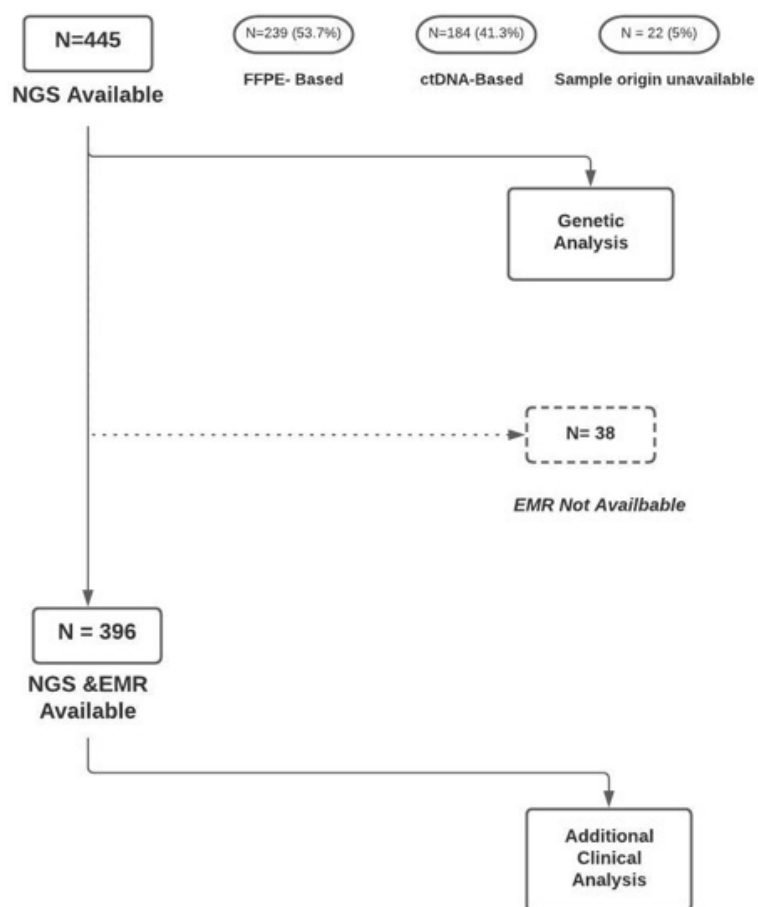 N=445
NGS Available
N=239 (53.7%)
FFPE- Based
N=184 (41.3%)
ctDNA-Based
N = 22 (5%)
Sample origin unavailable
Genetic
Analysis
N= 38
EMR Not Availbable
N = 396
NGS &EMR
Available
Additional
Clinical
Analysis